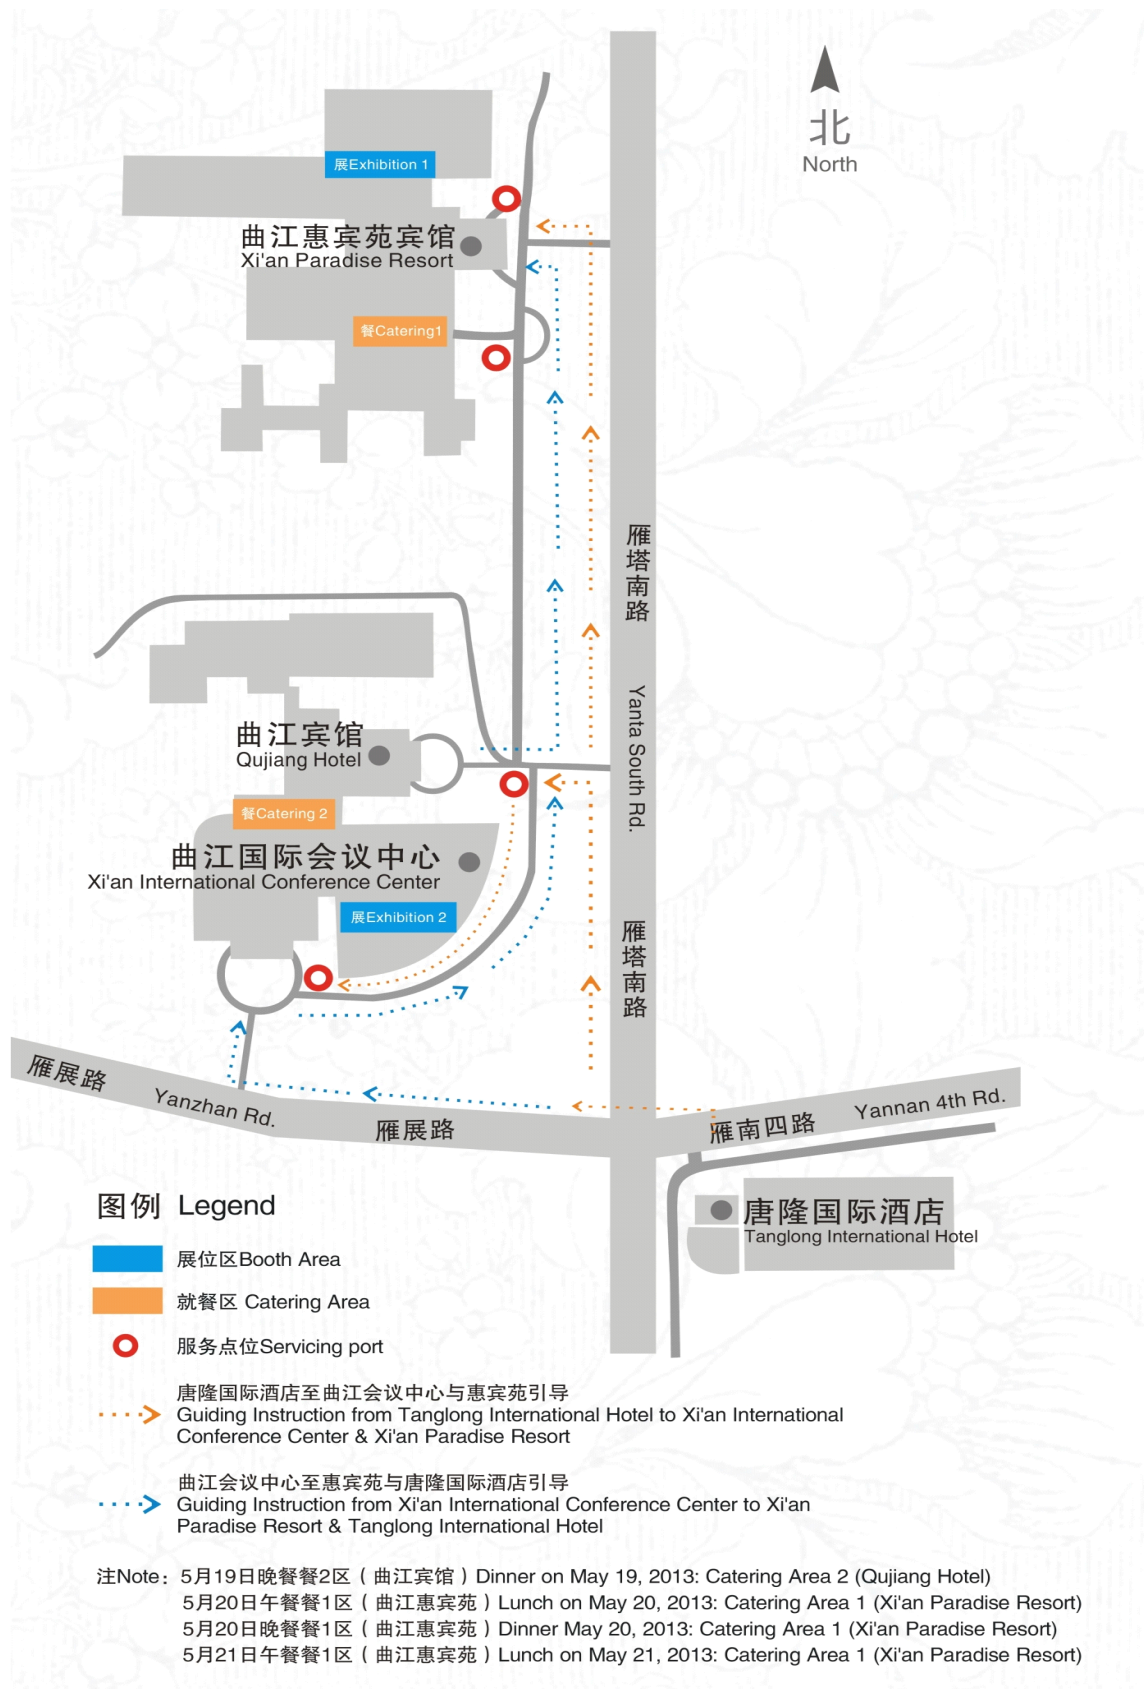 北
North
展Exhibition 1
曲江惠宾苑宾馆
Xi'an Paradise Resort
餐Catering1
雁塔南路
Yanta South Rd.
曲江宾馆
Qujiang Hotel
餐Catering 2
曲江国际会议中心
Xi'an International Conference Center
展Exhibition 2
雁塔南路
雁展路
Yanzhan Rd.
雁展路
雁南四路
Yannan 4th Rd.
唐隆国际酒店
Tanglong International Hotel
图例 Legend
展位区Booth Area
就餐区 Catering Area
服务点位Servicing port
唐隆国际酒店至曲江会议中心与惠宾苑引导
Guiding Instruction from Tanglong International Hotel to Xi'an International
Conference Center & Xi'an Paradise Resort
曲江会议中心至惠宾苑与唐隆国际酒店引导
Guiding Instruction from Xi'an International Conference Center to Xi'an
Paradise Resort & Tanglong International Hotel
注Note：5月19日晚餐餐2区（曲江宾馆）Dinner on May 19, 2013: Catering Area 2 (Qujiang Hotel)
5月20日午餐餐1区（曲江惠宾苑）Lunch on May 20, 2013: Catering Area 1 (Xi'an Paradise Resort)
5月20日晚餐餐1区（曲江惠宾苑）Dinner May 20, 2013: Catering Area 1 (Xi'an Paradise Resort)
5月21日午餐餐1区（曲江惠宾苑）Lunch on May 21, 2013: Catering Area 1 (Xi'an Paradise Resort)